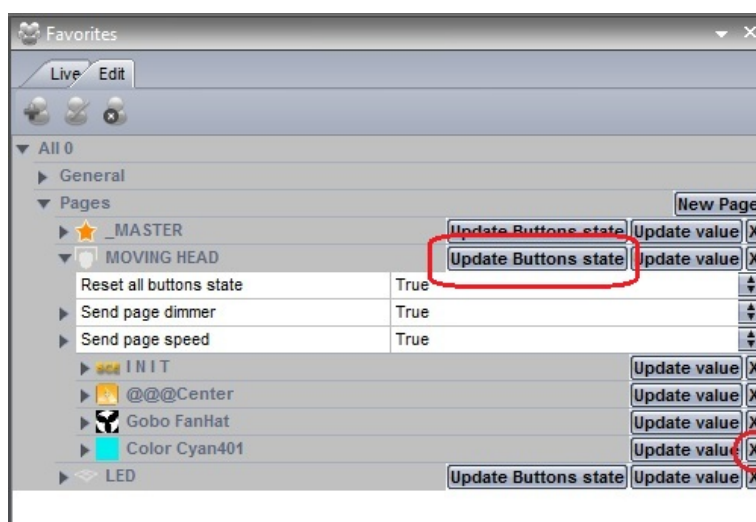 Favorites
Live Edit
All 0
General
Pages New Page
_MASTER Update Buttons state Update value X
MOVING HEAD Update Buttons state Update value X
Reset all buttons state True
Send page dimmer True
Send page speed True
I N I T Update value X
@@@Center Update value X
Gobo FanHat Update value X
Color Cyan401 Update value X
LED Update Buttons state Update value X